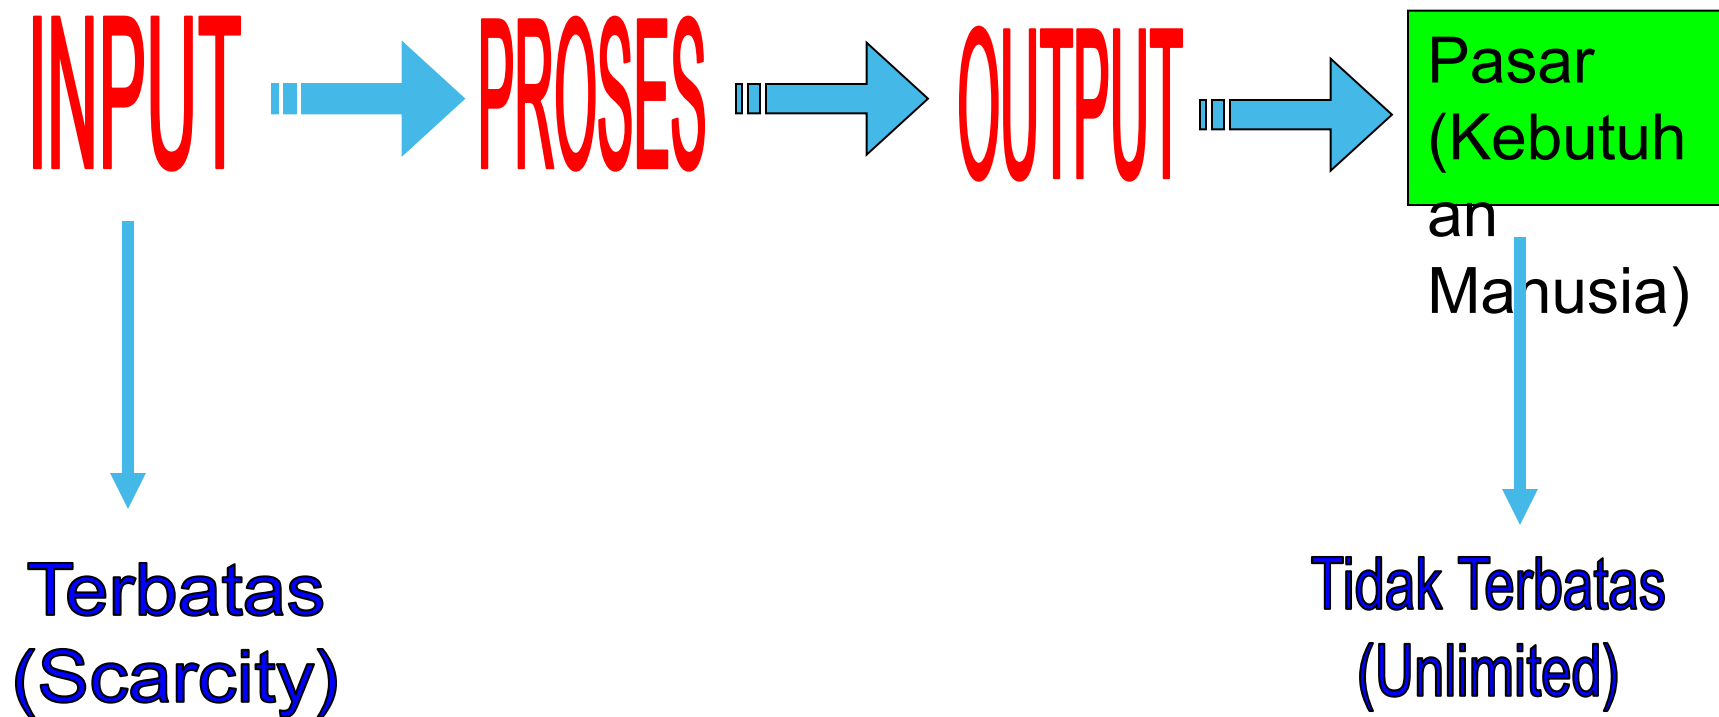 INPUT
PROSES
OUTPUT
Pasar
(Kebutuh
an
Manusia)
Terbatas
(Scarcity)
Tidak Terbatas
(Unlimited)